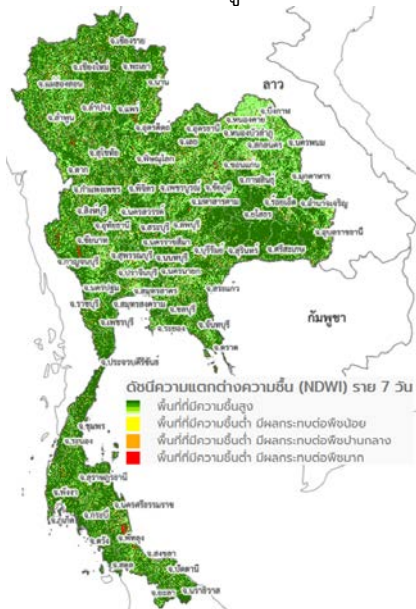 จ.เชียงราย
จ.เชียงใหม่
จ.พะเยา
จ.แม่ฮ่องสอน
จ.น่าน
ลาว
จ.ลำปาง
จ.แพร่
จ.บึงกาฬ
จ.หนองคาย
จ.ลำพูน
จ.อุตรดิตถ์
จ.อุดรธานี
จ.หนองบัวลำภู
จ.เลย
จ.สกลนคร
จ.นครพนม
จ.สุโขทัย
จ.พิษณุโลก
จ.ขอนแก่น
จ.ตาก
จ.กาฬสินธุ์
จ.มุกดาหาร
จ.กำแพงเพชร
จ.พิจิตร
จ.เพชรบูรณ์
จ.ชัยภูมิ
จ.มหาสารคาม
จ.ร้อยเอ็ด
จ.อำนาจเจริญ
จ.สิงห์บุรี
จ.นครสวรรค์
จ.ยโสธร
จ.อุทัยธานี
จ.สระบุรี
จ.ลพบุรี
จ.อุบลราชธานี
จ.ชัยนาท
จ.นครราชสีมา
จ.บุรีรัมย์
จ.สุรินทร์
จ.ศรีสะเกษ
จ.กาญจนบุรี
จ.สุพรรณบุรี
จ.นนทบุรี
จ.ปราจีนบุรี
จ.นครนายก
จ.นครปฐม
จ.สมุทรสาคร
จ.สระแก้ว
จ.ราชบุรี
จ.สมุทรสงคราม
จ.ชลบุรี
จ.เพชรบุรี
จ.ระยอง
จ.จันทบุรี
กัมพูชา
จ.ตราด
จ.ประจวบคีรีขันธ์
ดัชนีความแตกต่างความชื้น (NDWI) ราย 7 วัน
พื้นที่ที่มีความชื้นสูง
พื้นที่ที่มีความชื้นต่ำ มีผลกระทบต่อพืชน้อย
พื้นที่ที่มีความชื้นต่ำ มีผลกระทบต่อพืชปานกลาง
พื้นที่ที่มีความชื้นต่ำ มีผลกระทบต่อพืชมาก
จ.ชุมพร
จ.ระนอง
จ.สุราษฎร์ธานี
จ.พังงา
จ.นครศรีธรรมราช
จ.กระบี่
จ.ภูเก็ต
จ.ตรัง
จ.พัทลุง
จ.สงขลา
จ.สตูล
จ.ปัตตานี
จ.ยะลา
จ.นราธิวาส